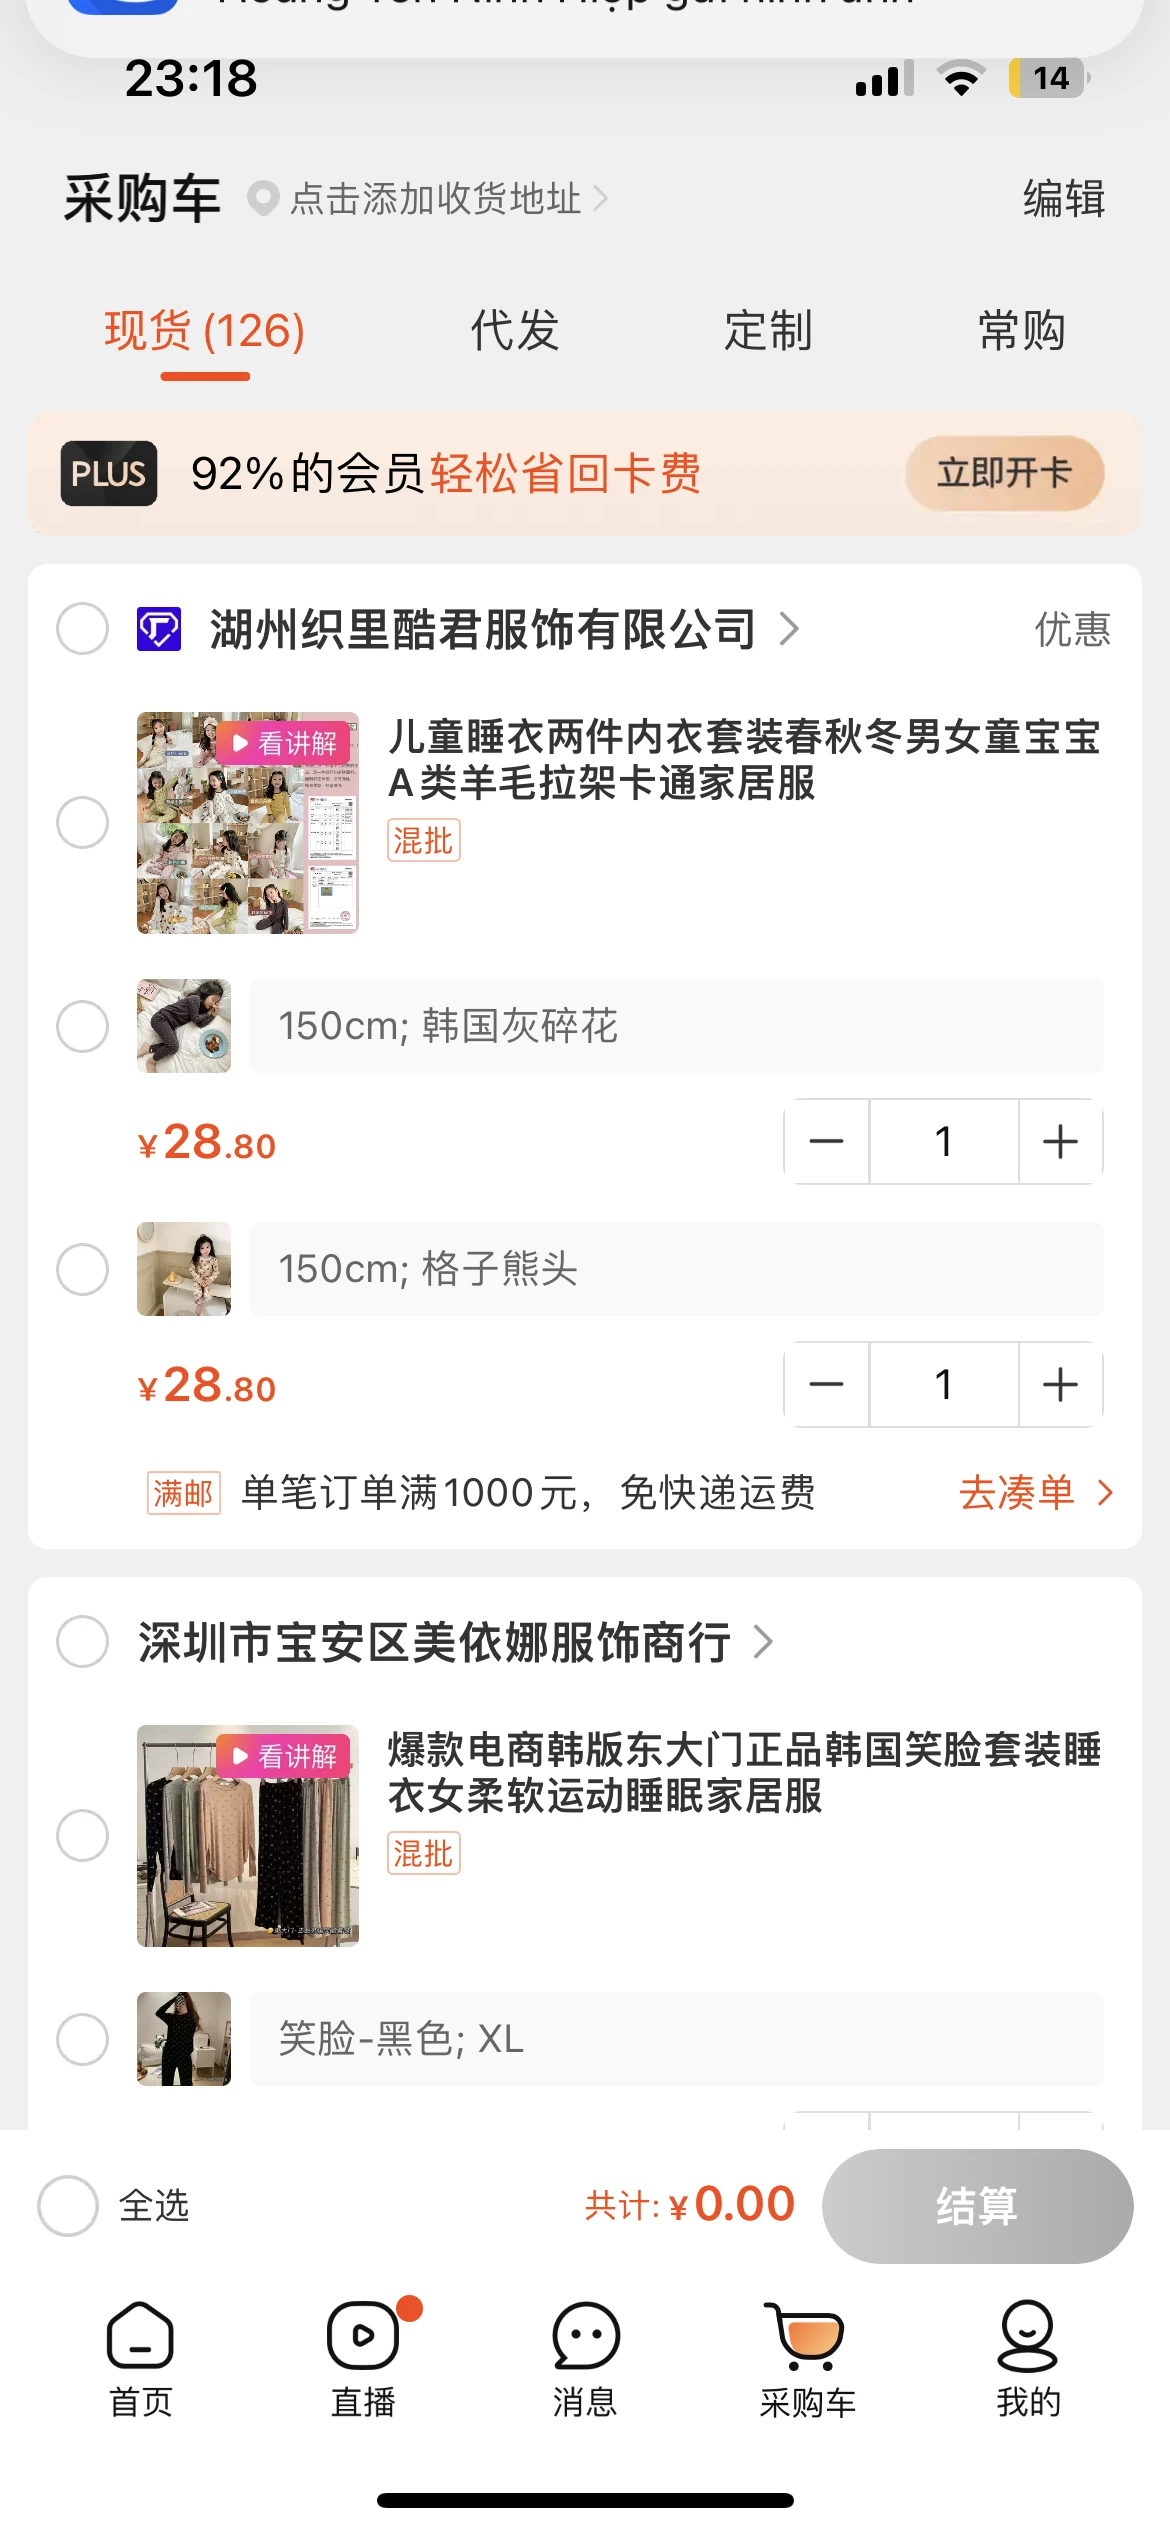 Hoang Yen Ninh Hiệp gửi hình ảnh
23:18
14
采购车
点击添加收货地址
编辑
现货 (126)
代发
定制
常购
PLUS
92%的会员轻松省回卡费
立即开卡
湖州织里酷君服饰有限公司
优惠
看讲解
儿童睡衣两件内衣套装春秋冬男女童宝宝
A类羊毛拉架卡通家居服
混批
150cm; 韩国灰碎花
¥28.80
1
150cm; 格子熊头
¥28.80
1
满邮
单笔订单满1000元，免快递运费
去凑单
深圳市宝安区美依娜服饰商行
看讲解
爆款电商韩版东大门正品韩国笑脸套装睡
衣女柔软运动睡眠家居服
混批
笑脸-黑色; XL
全选
共计: ¥0.00
结算
首页
直播
消息
采购车
我的